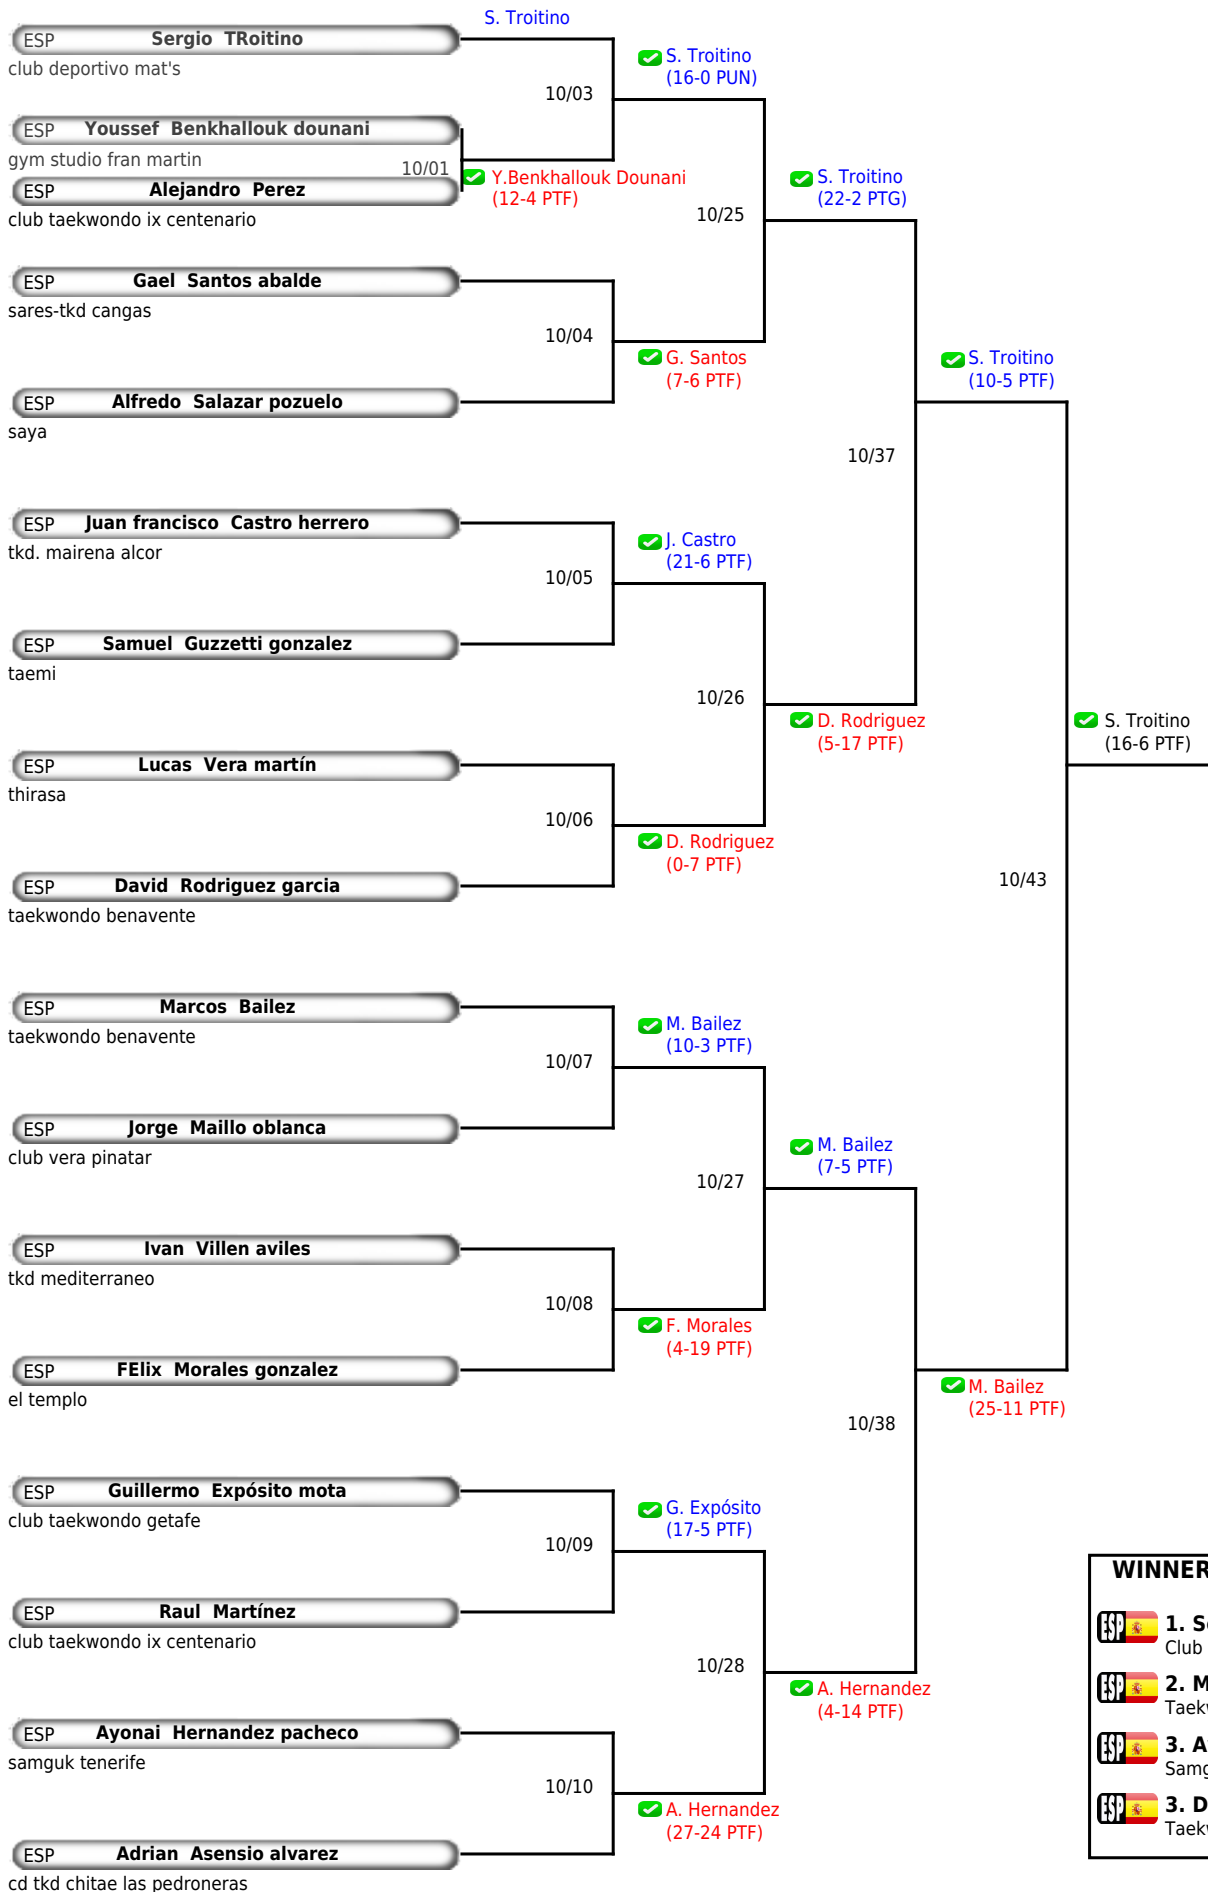 S. Troitino
ESP Sergio TRoitino
club deportivo mat's
S. Troitino
(16-0 PUN)
10/03
ESP Youssef Benkhallouk dounani
gym studio fran martin
10/01
Y.Benkhallouk Dounani
(12-4 PTF)
ESP Alejandro Perez
club taekwondo ix centenario
S. Troitino
(22-2 PTG)
10/25
ESP Gael Santos abalde
sares-tkd cangas
10/04
G. Santos
(7-6 PTF)
S. Troitino
(10-5 PTF)
ESP Alfredo Salazar pozuelo
saya
10/37
ESP Juan francisco Castro herrero
tkd. mairena alcor
J. Castro
(21-6 PTF)
10/05
ESP Samuel Guzzetti gonzalez
taemi
10/26
D. Rodriguez
(5-17 PTF)
S. Troitino
(16-6 PTF)
ESP Lucas Vera martín
thirasa
10/06
D. Rodriguez
(0-7 PTF)
10/43
ESP David Rodriguez garcia
taekwondo benavente
ESP Marcos Bailez
taekwondo benavente
M. Bailez
(10-3 PTF)
10/07
ESP Jorge Maillo oblanca
club vera pinatar
M. Bailez
(7-5 PTF)
10/27
ESP Ivan Villen aviles
tkd mediterraneo
10/08
F. Morales
(4-19 PTF)
ESP FElix Morales gonzalez
el templo
M. Bailez
(25-11 PTF)
10/38
ESP Guillermo Expósito mota
club taekwondo getafe
G. Expósito
(17-5 PTF)
10/09
ESP Raul Martínez
club taekwondo ix centenario
10/28
A. Hernandez
(4-14 PTF)
ESP Ayonai Hernandez pacheco
samguk tenerife
10/10
A. Hernandez
(27-24 PTF)
ESP Adrian Asensio alvarez
cd tkd chitae las pedroneras
WINNER
ESP 1. S
Club
ESP 2. M
Taek
ESP 3. A
Samg
ESP 3. D
Taek